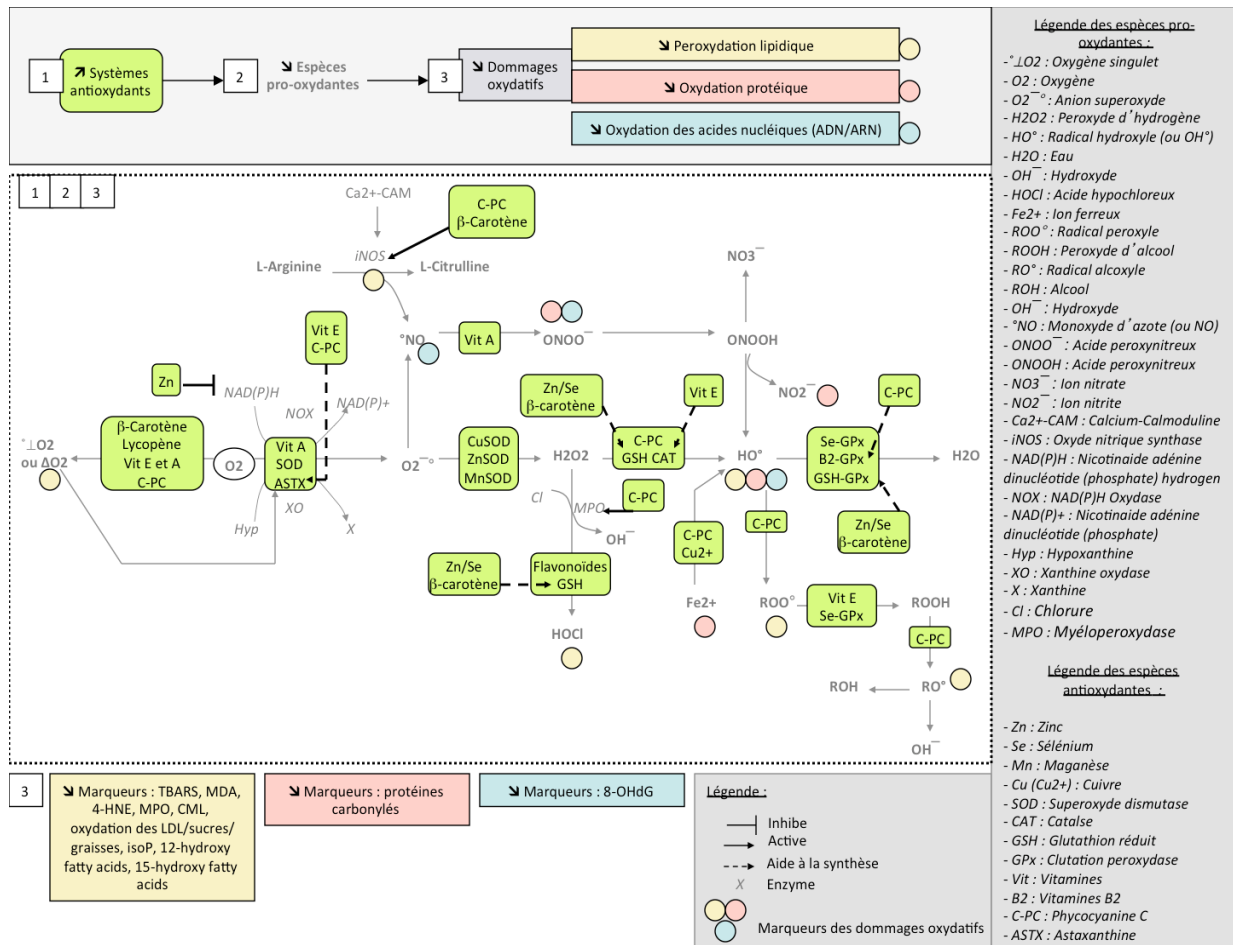 1
↗ Systèmes
antioxydants
2
↘ Espèces
pro-oxydantes
3
↘ Dommages
oxydatifs
↘ Peroxydation lipidique
↘ Oxydation protéique
↘ Oxydation des acides nucléiques (ADN/ARN)
1 2 3
Ca2+-CAM
C-PC
β-Carotène
iNOS
L-Arginine
L-Citrulline
NO3¯
Vit E
C-PC
°NO
Vit A
ONOO¯
ONOOH
Zn
NAD(P)H
NOX
NAD(P)+
Zn/Se
β-carotène
Vit E
NO2¯
C-PC
°⊥O2
ou ΔO2
β-Carotène
Lycopène
Vit E et A
C-PC
O2
Vit A
SOD
ASTX
O2¯°
CuSOD
ZnSOD
MnSOD
H2O2
C-PC
GSH CAT
HO°
Se-GPx
B2-GPx
GSH-GPx
H2O
Hyp
XO
X
Cl
MPO
C-PC
OH¯
C-PC
Cu2+
C-PC
Zn/Se
β-carotène
Zn/Se
β-carotène
Flavonoïdes
GSH
HOCl
Fe2+
ROO°
Vit E
Se-GPx
ROOH
C-PC
ROH
RO°
OH¯
3
↘ Marqueurs : TBARS, MDA,
4-HNE, MPO, CML,
oxydation des LDL/sucres/
graisses, isoP, 12-hydroxy
fatty acids, 15-hydroxy fatty
acids
↘ Marqueurs : protéines
carbonylés
↘ Marqueurs : 8-OHdG
Légende :
Inhibe
Active
Aide à la synthèse
X Enzyme
Marqueurs des dommages oxydatifs
Légende des espèces pro-
oxydantes :
-°⊥O2 : Oxygène singulet
- O2 : Oxygène
- O2¯° : Anion superoxyde
- H2O2 : Peroxyde d'hydrogène
- HO° : Radical hydroxyle (ou OH°)
- H2O : Eau
- OH¯ : Hydroxyde
- HOCl : Acide hypochloreux
- Fe2+ : Ion ferreux
- ROO° : Radical peroxyle
- ROOH : Peroxyde d'alcool
- RO° : Radical alcoxyle
- ROH : Alcool
- OH¯ : Hydroxyde
- °NO : Monoxyde d'azote (ou NO)
- ONOO¯ : Acide peroxynitreux
- ONOOH : Acide peroxynitreux
- NO3¯ : Ion nitrate
- NO2¯ : Ion nitrite
- Ca2+-CAM : Calcium-Calmoduline
- iNOS : Oxyde nitrique synthase
- NAD(P)H : Nicotinaide adénine
dinucléotide (phosphate) hydrogen
- NOX : NAD(P)H Oxydase
- NAD(P)+ : Nicotinaide adénine
dinucléotide (phosphate)
- Hyp : Hypoxanthine
- XO : Xanthine oxydase
- X : Xanthine
- Cl : Chlorure
- MPO : Myéloperoxydase
Légende des espèces
antioxydantes :
- Zn : Zinc
- Se : Sélénium
- Mn : Maganèse
- Cu (Cu2+) : Cuivre
- SOD : Superoxyde dismutase
- CAT : Catalse
- GSH : Glutathion réduit
- GPx : Clutation peroxydase
- Vit : Vitamines
- B2 : Vitamines B2
- C-PC : Phycocyanine C
- ASTX : Astaxanthine